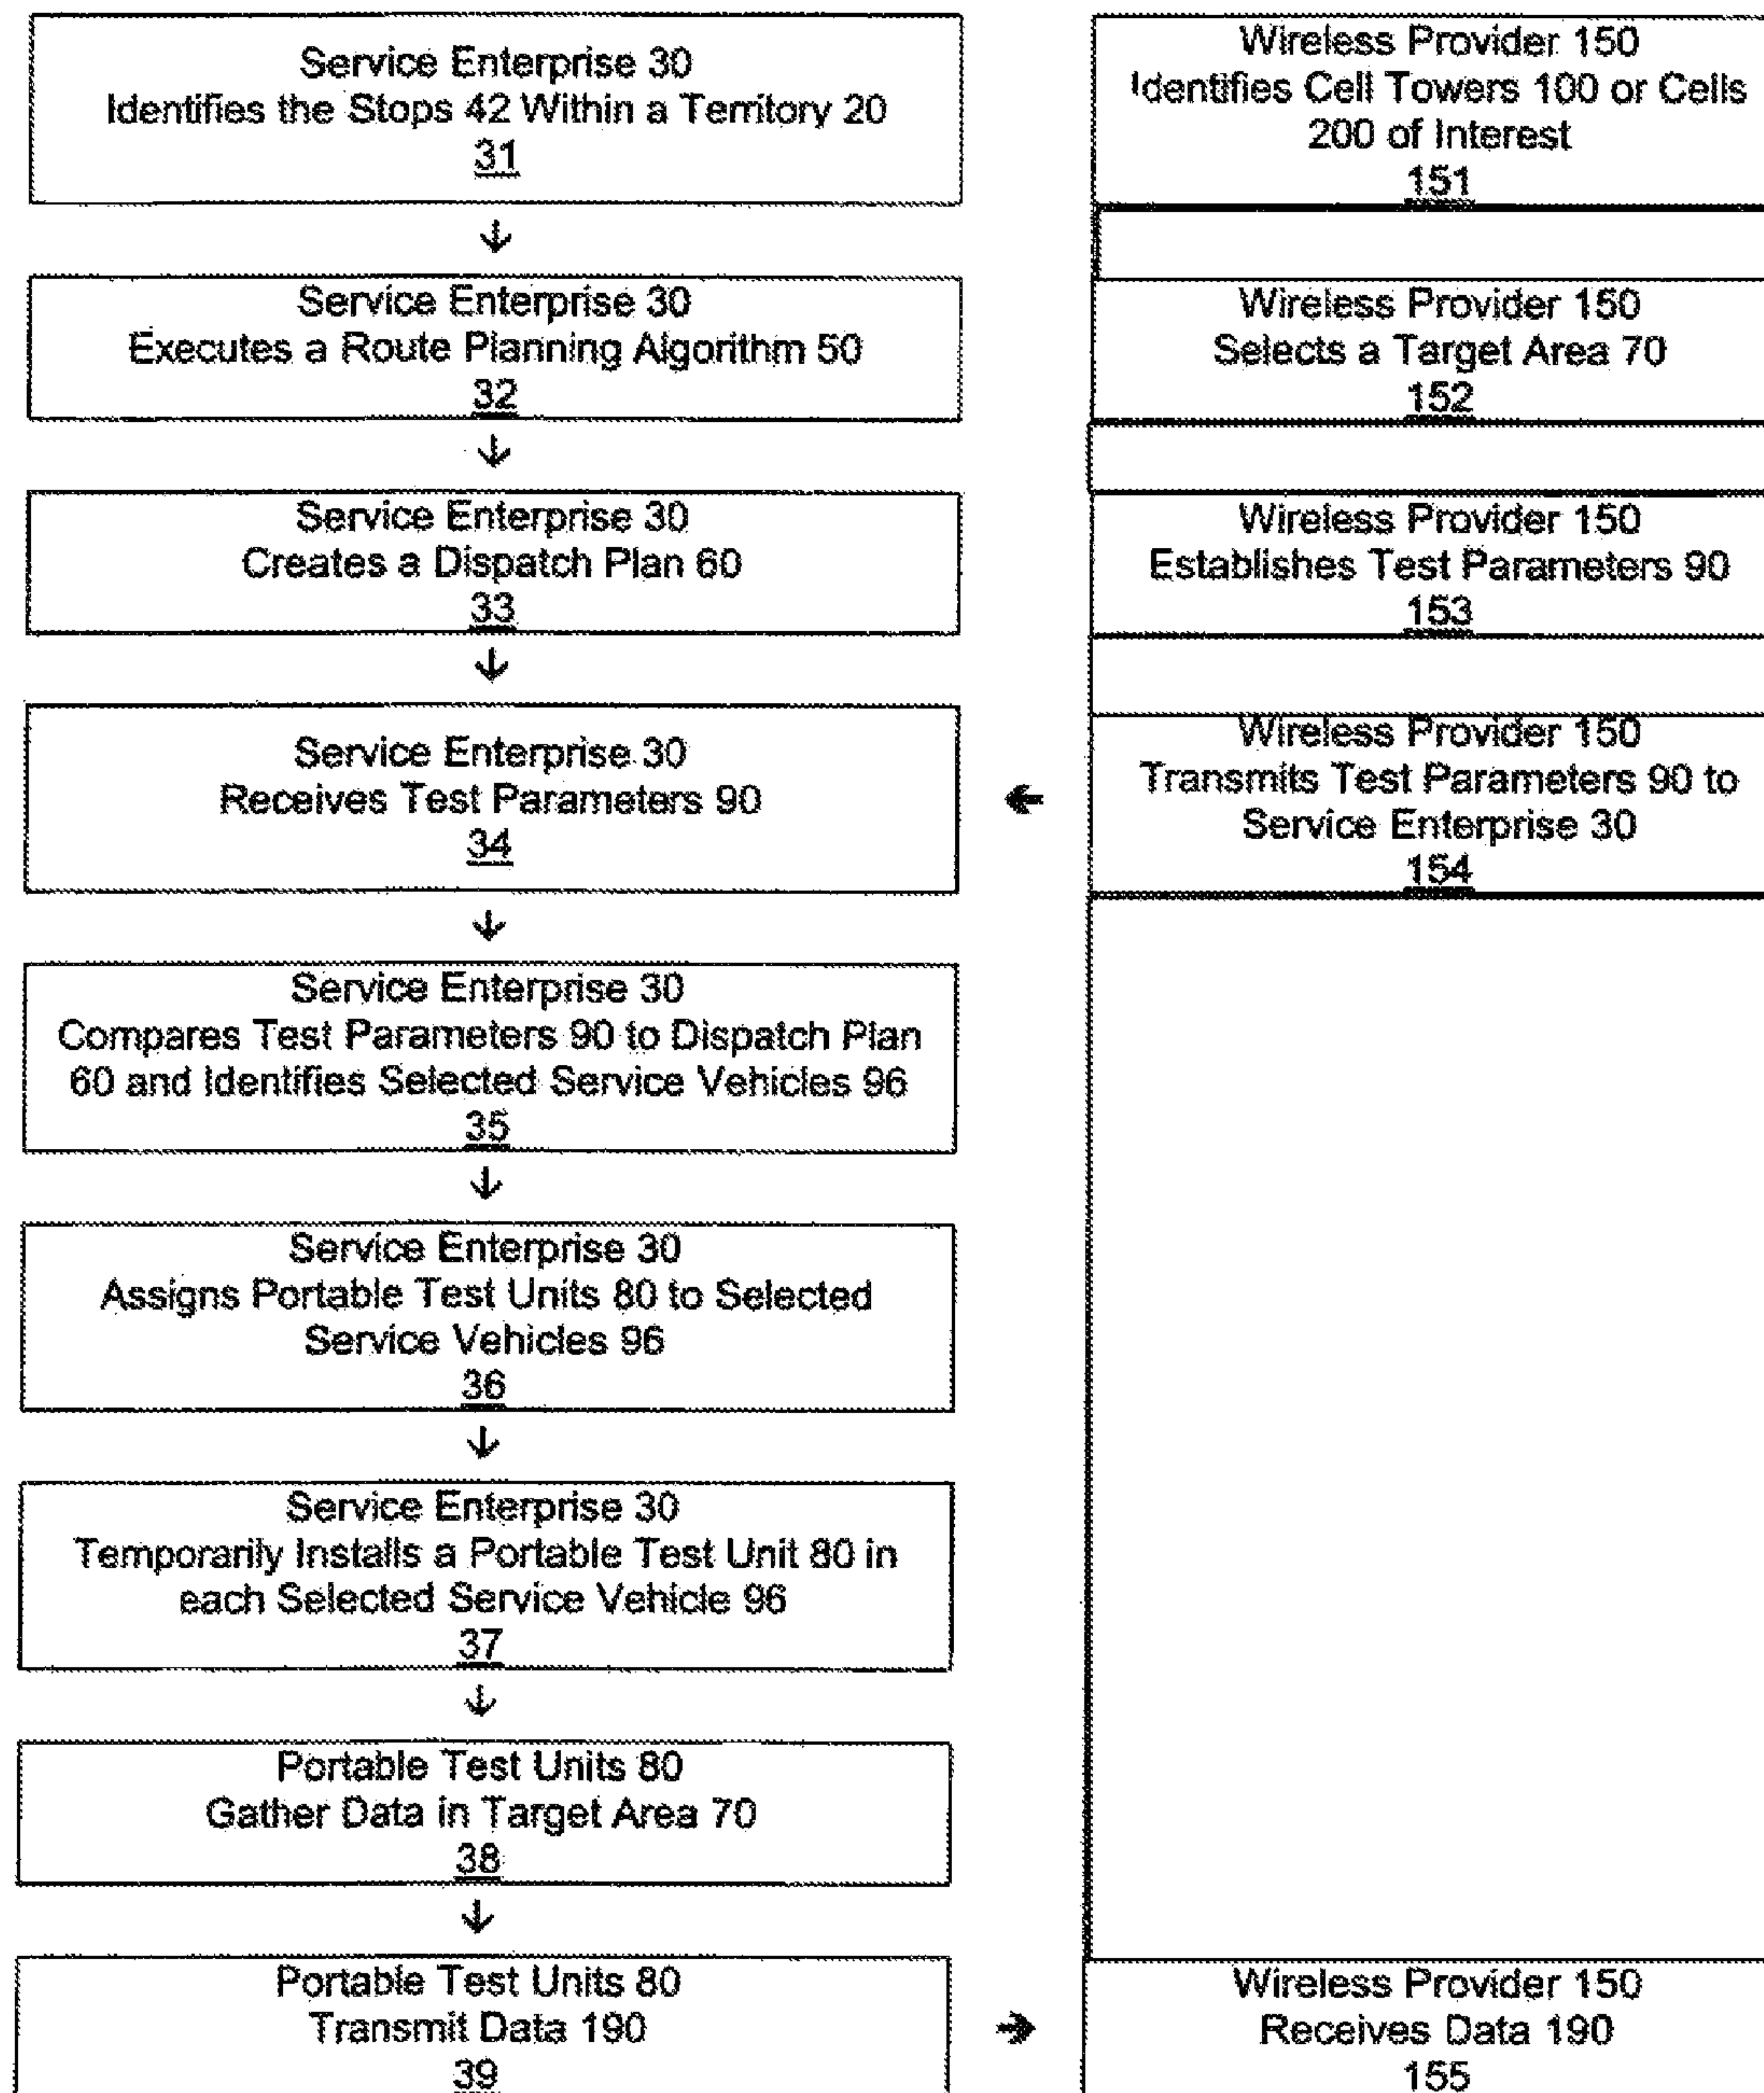 Service Enterprise 30
Identifies the Stops 42 Within a Territory 20
31
Service Enterprise 30
Executes a Route Planning Algorithm 50
32
Service Enterprise 30
Creates a Dispatch Plan 60
33
Service Enterprise 30
Receives Test Parameters 90
34
Service Enterprise 30
Compares Test Parameters 90 to Dispatch Plan
60 and Identifies Selected Service Vehicles 96
35
Service Enterprise 30
Assigns Portable Test Units 80 to Selected
Service Vehicles 96
36
Service Enterprise 30
Temporarily Installs a Portable Test Unit 80 in
each Selected Service Vehicle 96
37
Portable Test Units 80
Gather Data in Target Area 70
38
Portable Test Units 80
Transmit Data 190
39
Wireless Provider 150
Identifies Cell Towers 100 or Cells
200 of Interest
151
Wireless Provider 150
Selects a Target Area 70
152
Wireless Provider 150
Establishes Test Parameters 90
153
Wireless Provider 150
Transmits Test Parameters 90 to
Service Enterprise 30
154
Wireless Provider 150
Receives Data 190
155